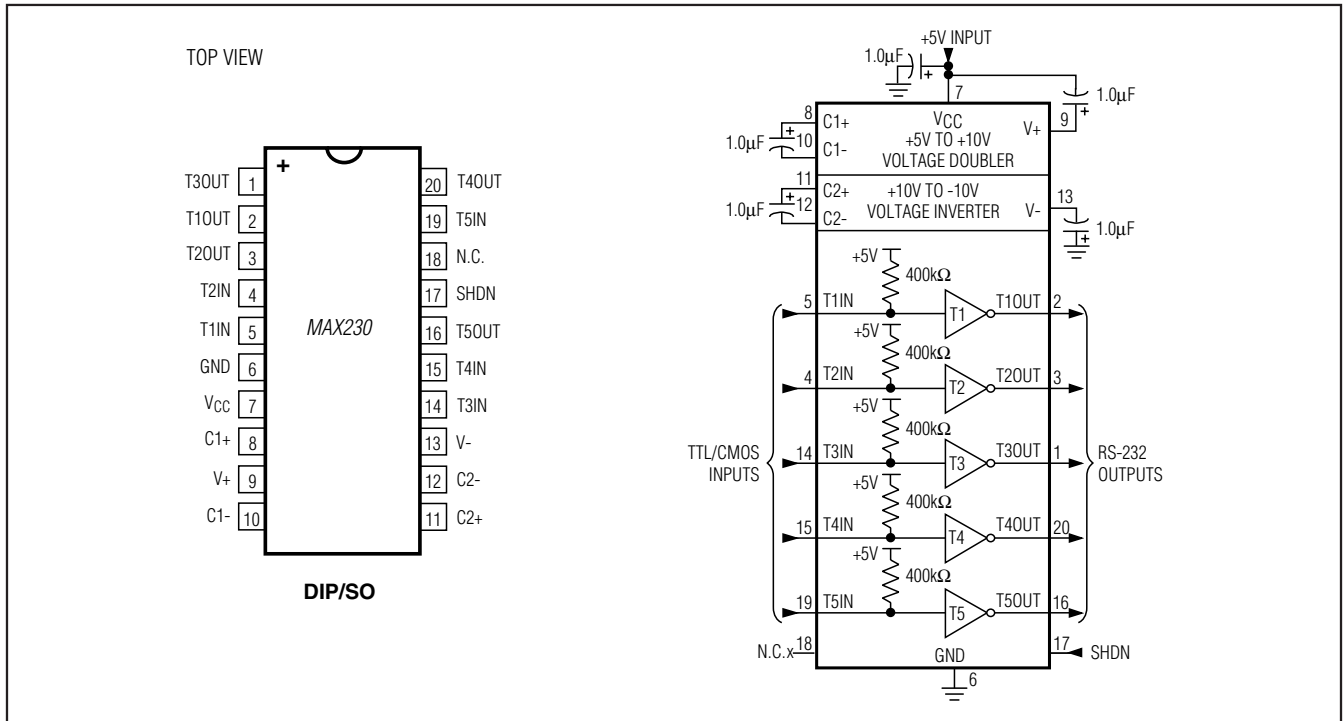 TOP VIEW
+
T3OUT 1
T1OUT 2
T2OUT 3
T2IN 4
T1IN 5
GND 6
VCC 7
C1+ 8
V+ 9
C1- 10
MAX230
20 T4OUT
19 T5IN
18 N.C.
17 SHDN
16 T5OUT
15 T4IN
14 T3IN
13 V-
12 C2-
11 C2+
DIP/SO
+5V INPUT
1.0μF
+
7
1.0μF
+
8 C1+
1.0μF + 10 C1-
VCC
+5V TO +10V
VOLTAGE DOUBLER
V+ 9
11 C2+
1.0μF + 12 C2-
+10V TO -10V
VOLTAGE INVERTER
V- 13
1.0μF
+
+5V
400kΩ
5 T1IN T1 T1OUT 2
+5V
400kΩ
4 T2IN T2 T2OUT 3
+5V
400kΩ
TTL/CMOS
INPUTS
14 T3IN T3 T3OUT 1
RS-232
OUTPUTS
+5V
400kΩ
15 T4IN T4 T4OUT 20
+5V
400kΩ
19 T5IN T5 T5OUT 16
N.C.x 18
GND
17 SHDN
6